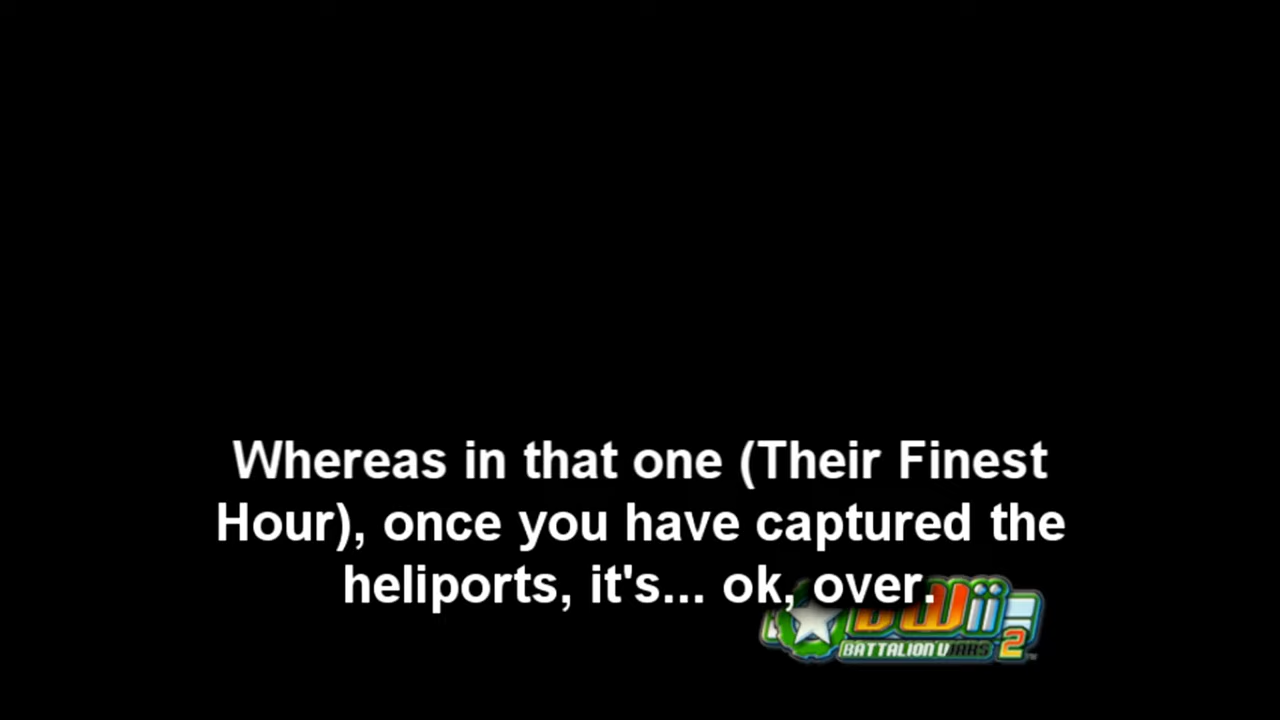 Whereas in that one (Their Finest
Hour), once you have captured the
heliports, it's... ok, over.
BWii
BATTALION WARS 2